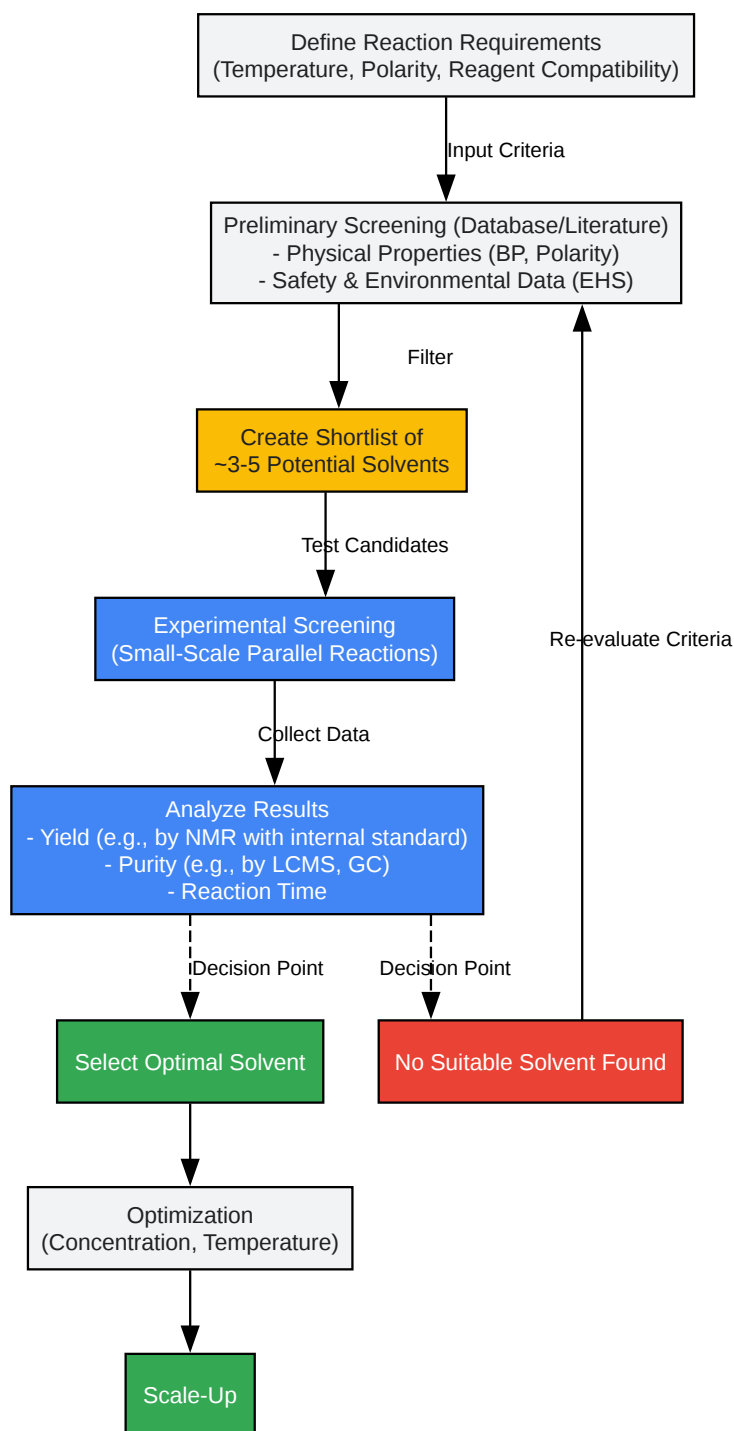 Define Reaction Requirements
(Temperature, Polarity, Reagent Compatibility)
Input Criteria
Preliminary Screening (Database/Literature)
- Physical Properties (BP, Polarity)
- Safety & Environmental Data (EHS)
Filter
Create Shortlist of
~3-5 Potential Solvents
Test Candidates
Experimental Screening
(Small-Scale Parallel Reactions)
Re-evaluate Criteria
Collect Data
Analyze Results
- Yield (e.g., by NMR with internal standard)
- Purity (e.g., by LCMS, GC)
- Reaction Time
Decision Point
Decision Point
Select Optimal Solvent
No Suitable Solvent Found
Optimization
(Concentration, Temperature)
Scale-Up